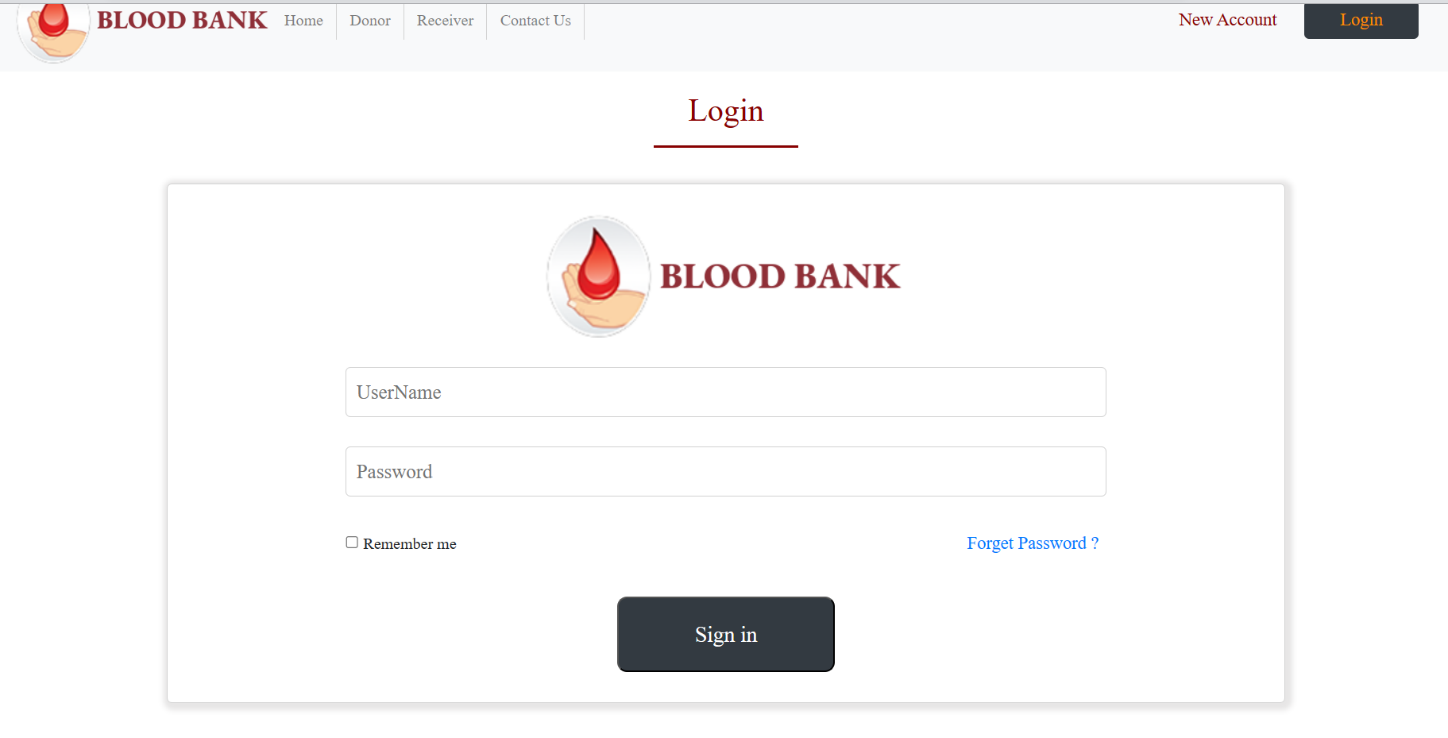 BLOOD BANK Home Donor Receiver Contact Us New Account Login
Login
BLOOD BANK
UserName
Password
Remember me Forget Password ?
Sign in